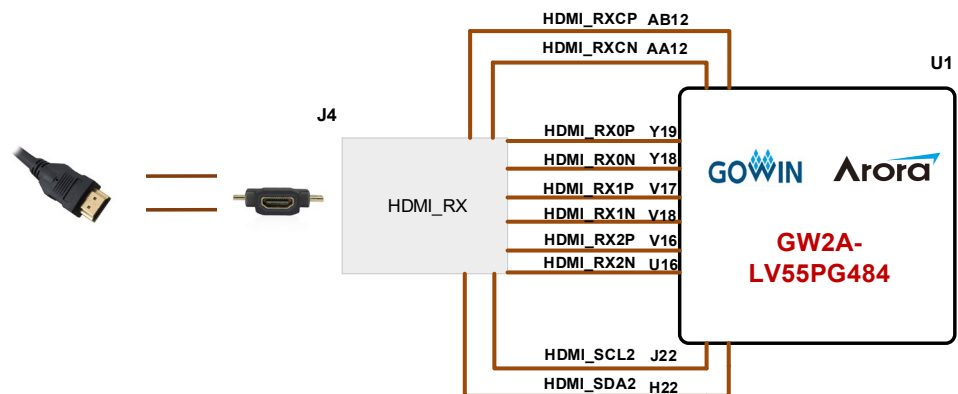 HDMI_RXCP AB12
HDMI_RXCN AA12
U1
J4
HDMI_RX0P Y19
HDMI_RX0N Y18
HDMI_RX1P V17
HDMI_RX1N V18
HDMI_RX2P V16
HDMI_RX2N U16
HDMI_RX
GOWIN Arora
GW2A-
LV55PG484
HDMI_SCL2 J22
HDMI_SDA2 H22